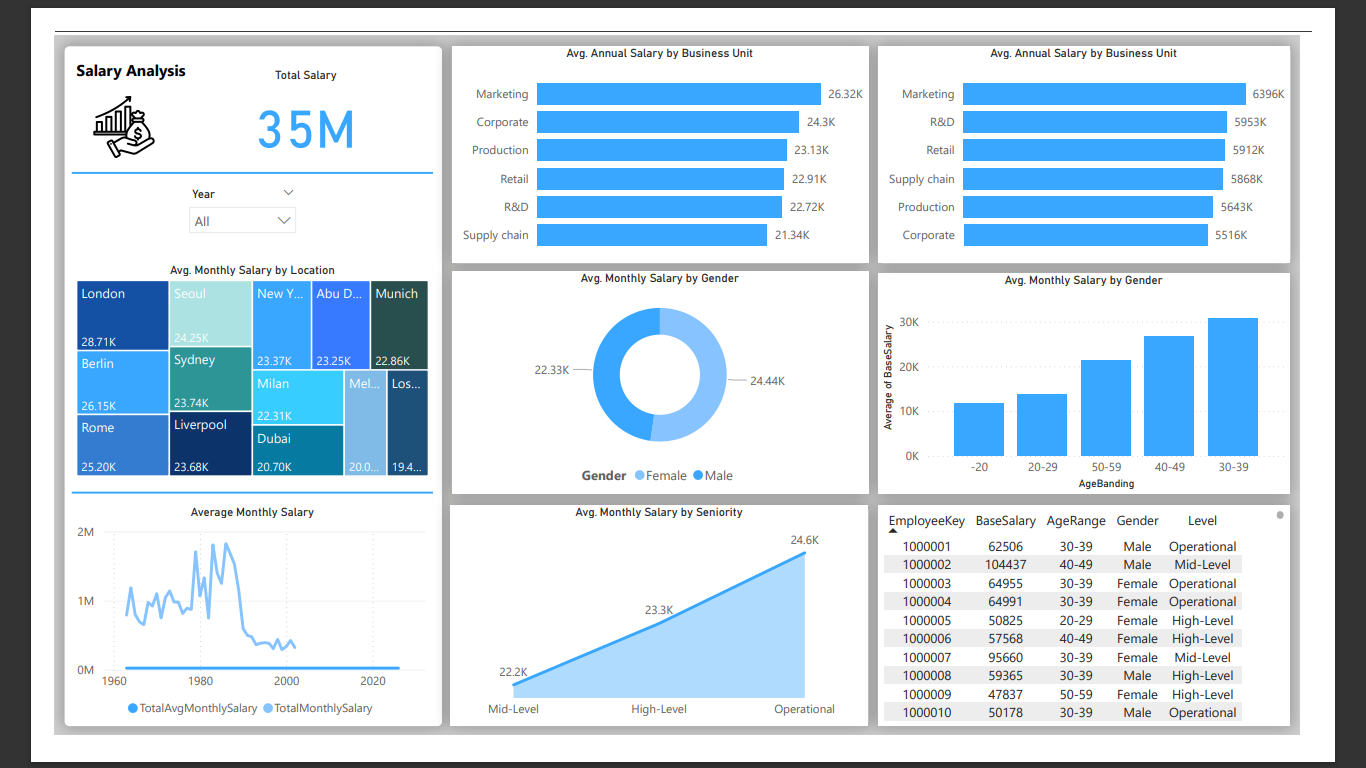 Salary Analysis
Total Salary
35M
Year
All
Avg. Monthly Salary by Location
London
28.71K
Berlin
26.15K
Rome
25.20K
Seoul
24.25K
Sydney
23.74K
Liverpool
23.68K
New Y...
23.37K
Abu D...
23.25K
Munich
22.86K
Milan
22.31K
Dubai
20.70K
Mel...
20.0...
Los...
19.4...
Average Monthly Salary
2M
1M
0M
1960 1980 2000 2020
TotalAvgMonthlySalary TotalMonthlySalary
Avg. Annual Salary by Business Unit
Marketing 26.32K
Corporate 24.3K
Production 23.13K
Retail 22.91K
R&D 22.72K
Supply chain 21.34K
Avg. Annual Salary by Business Unit
Marketing 6396K
R&D 5953K
Retail 5912K
Supply chain 5868K
Production 5643K
Corporate 5516K
Avg. Monthly Salary by Gender
22.33K
24.44K
Gender Female Male
Avg. Monthly Salary by Gender
Average of BaseSalary
30K
20K
10K
0K
-20 20-29 50-59 40-49 30-39
AgeBanding
Avg. Monthly Salary by Seniority
24.6K
23.3K
22.2K
Mid-Level High-Level Operational
EmployeeKey BaseSalary AgeRange Gender Level
1000001 62506 30-39 Male Operational
1000002 104437 40-49 Male Mid-Level
1000003 64955 30-39 Female Operational
1000004 64991 30-39 Female Operational
1000005 50825 20-29 Female High-Level
1000006 57568 40-49 Female High-Level
1000007 95660 30-39 Female Mid-Level
1000008 59365 30-39 Male High-Level
1000009 47837 50-59 Female High-Level
1000010 50178 30-39 Male Operational